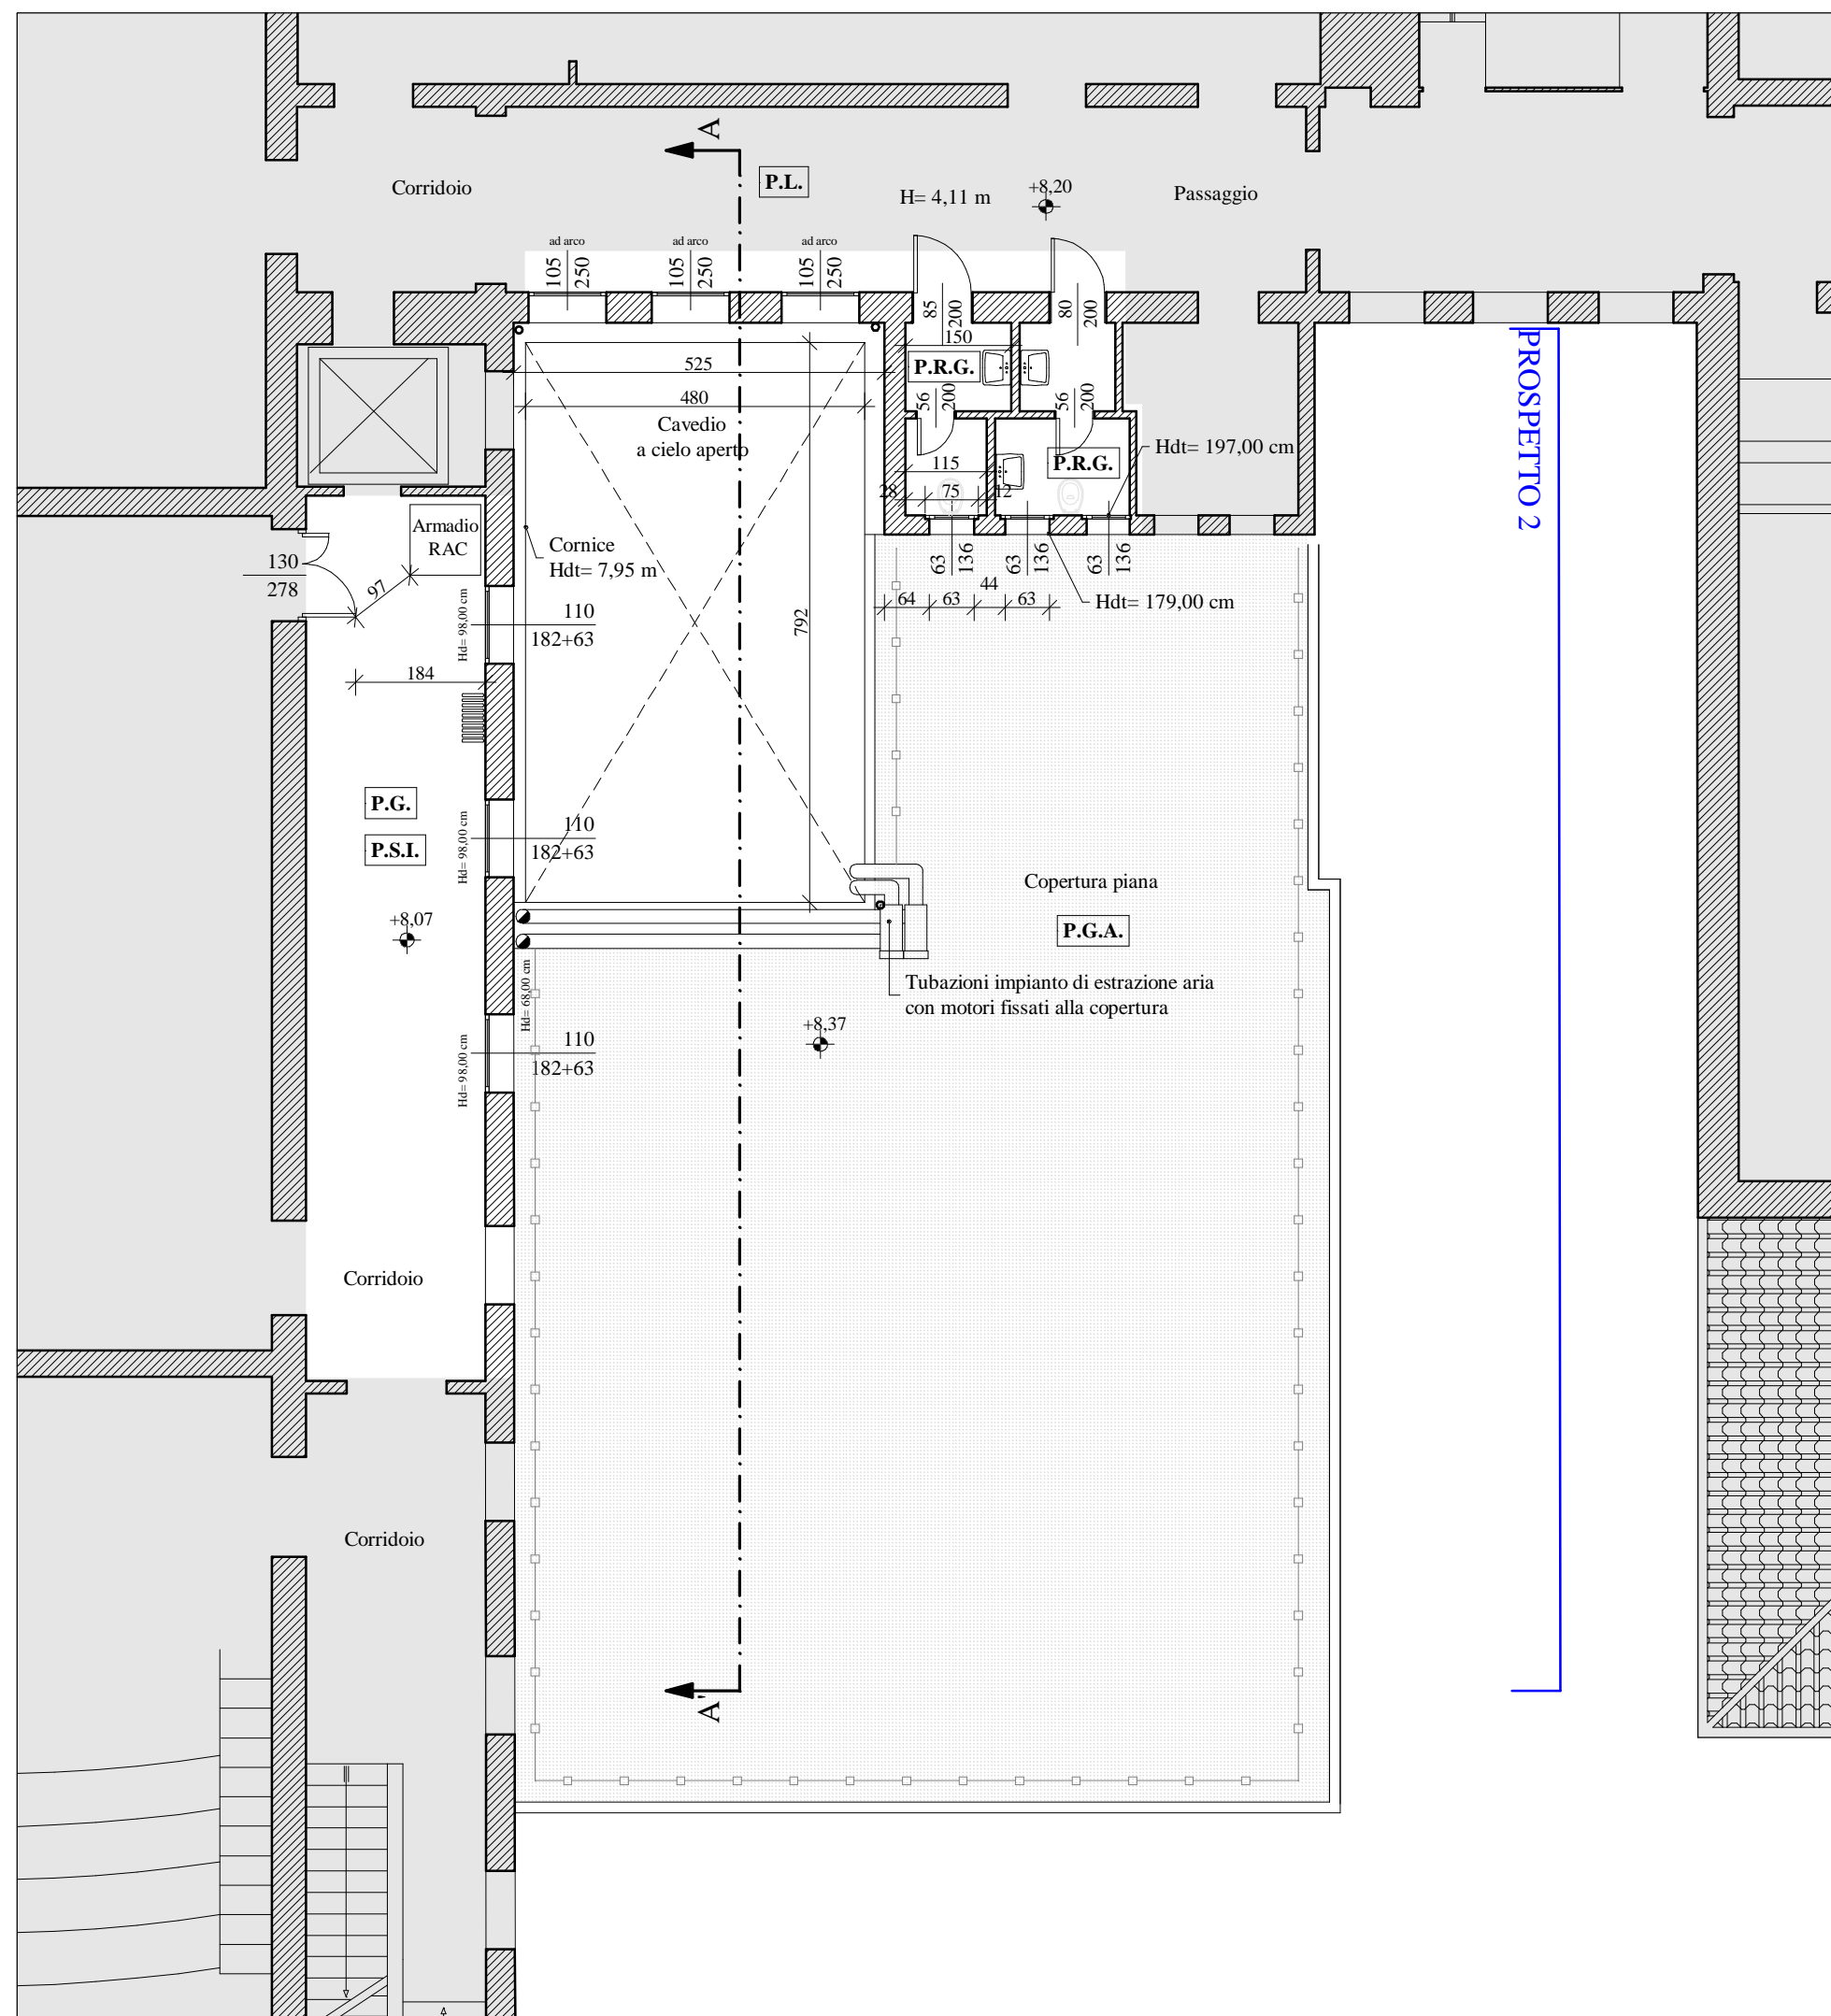 A
P.L.
Corridoio
H= 4,11 m
+8,20
Passaggio
ad arco
ad arco
ad arco
105
250
105
250
105
250
85
200
80
200
150
P.R.G.
525
480
Cavedio
a cielo aperto
56
200
56
200
P.R.G.
Hdt= 197,00 cm
115
28
75
12
PROSPETTO 2
Armadio
RAC
130
278
97
Cornice
Hdt= 7,95 m
63
136
63
136
63
136
44
64
63
63
Hdt= 179,00 cm
Hd= 98,00 cm
110
182+63
792
184
P.G.
P.S.I.
Hd= 98,00 cm
110
182+63
Copertura piana
P.G.A.
+8,07
Tubazioni impianto di estrazione aria
con motori fissati alla copertura
Hd= 68,00 cm
+8,37
Hd= 98,00 cm
110
182+63
Corridoio
Corridoio
A'